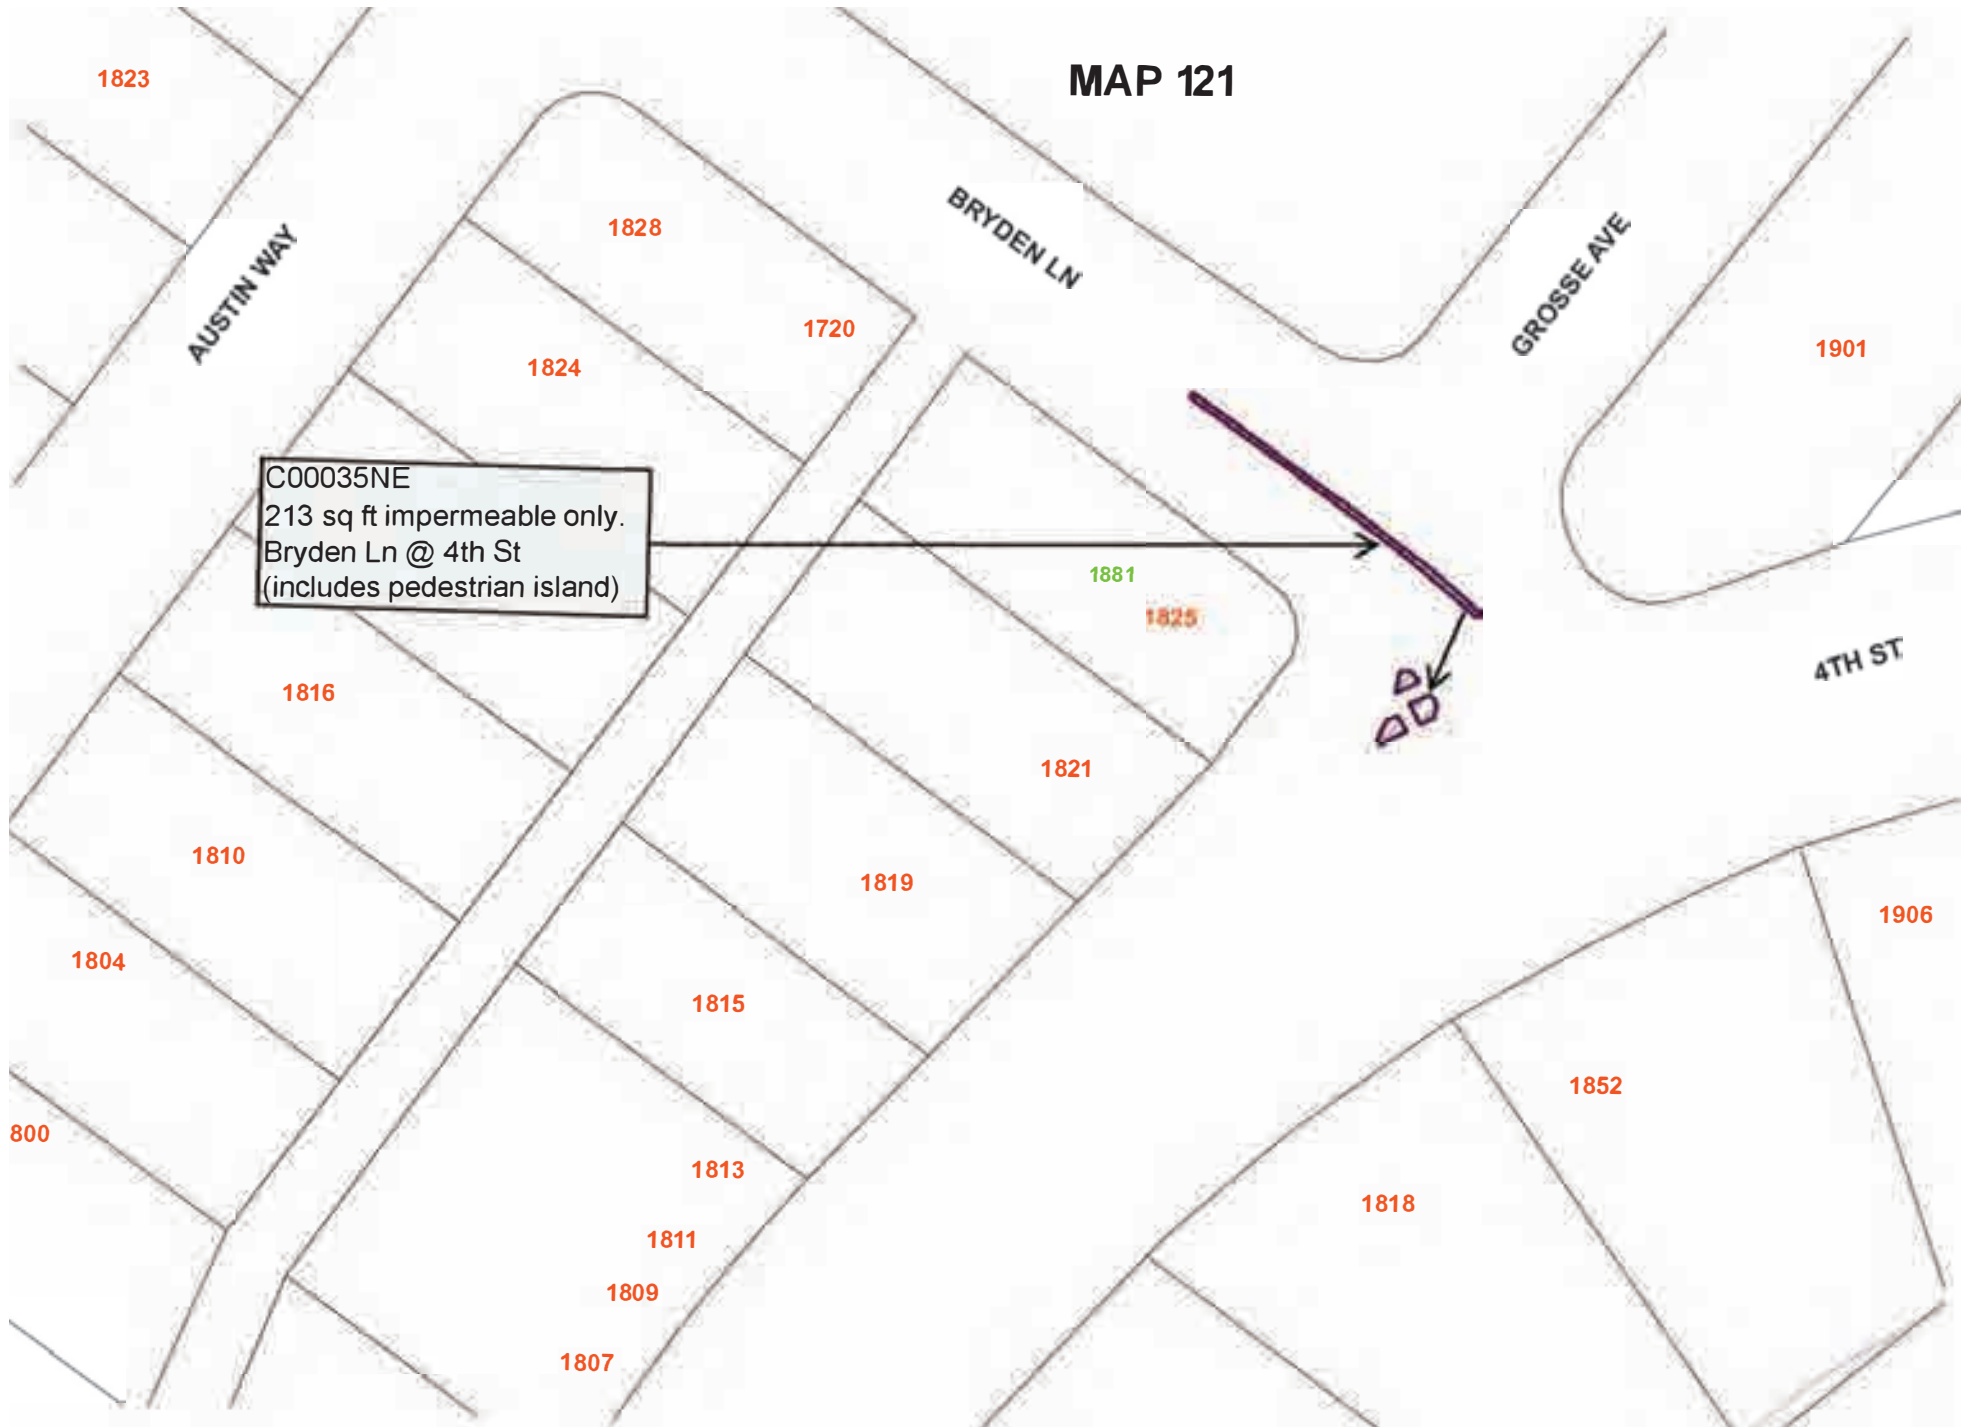 MAP 121
1823
1828
BRYDEN LN
AUSTIN WAY
GROSSE AVE
1720
1901
1824
C00035NE
213 sq ft impermeable only.
Bryden Ln @ 4th St
(includes pedestrian island)
1881
1825
4TH ST
1816
1821
1810
1819
1906
1804
1815
1852
800
1813
1818
1811
1809
1807